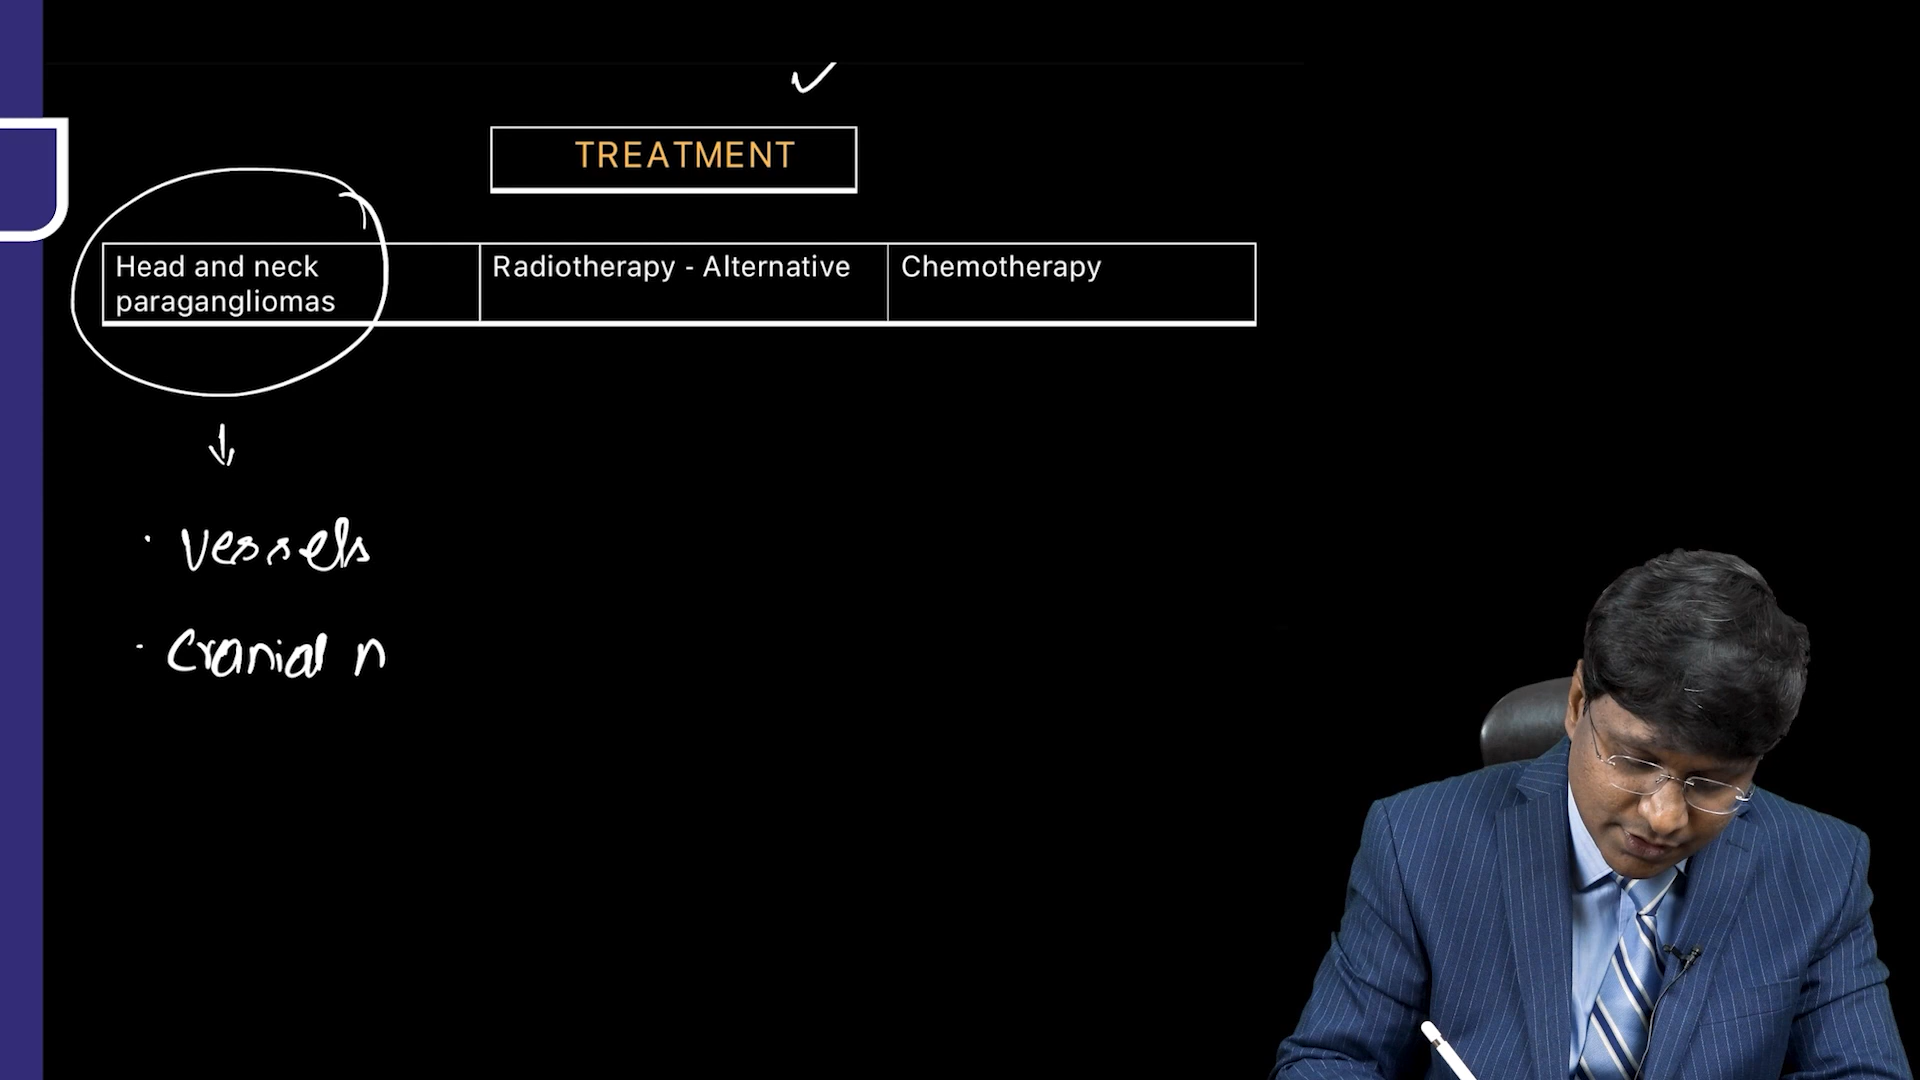 TREATMENT
Head and neck
paragangliomas
Radiotherapy - Alternative
Chemotherapy
· Vessels
· Cranial n